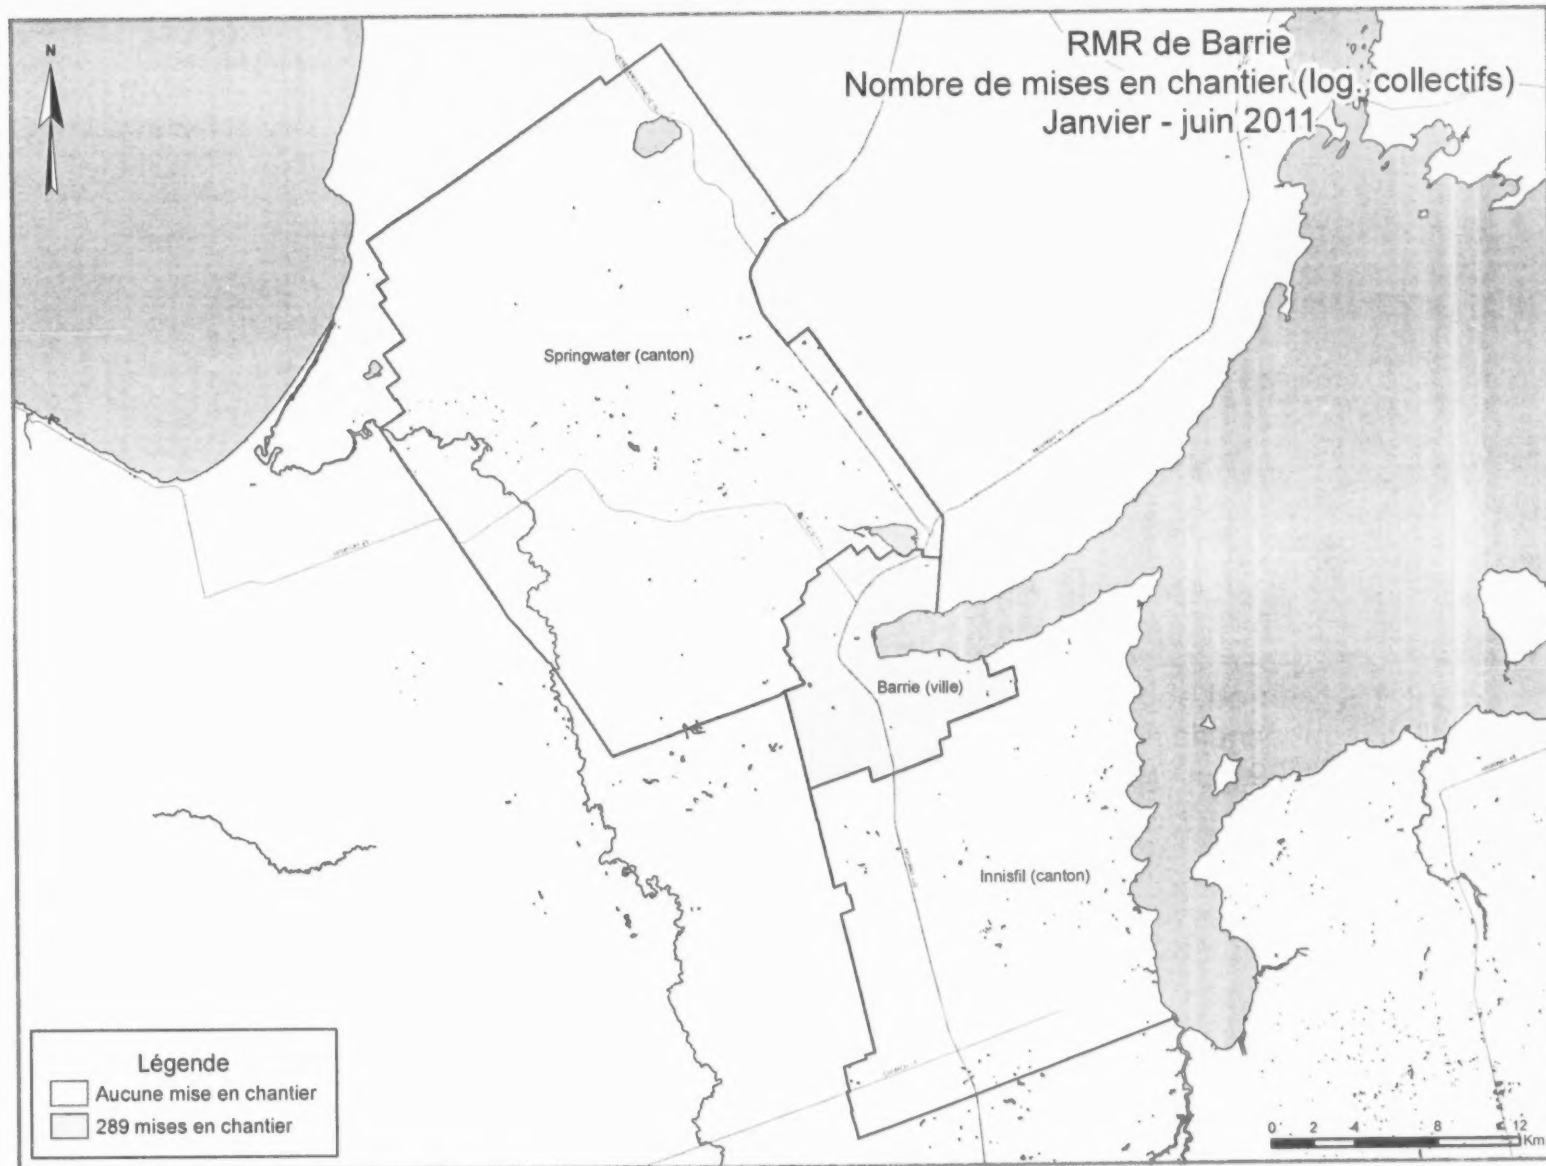 N
RMR de Barrie
Nombre de mises en chantier (log. collectifs)
Janvier - juin 2011
Springwater (canton)
Barrie (ville)
Innisfil (canton)
Légende
Aucune mise en chantier
289 mises en chantier
0 2 4 8 12
Km